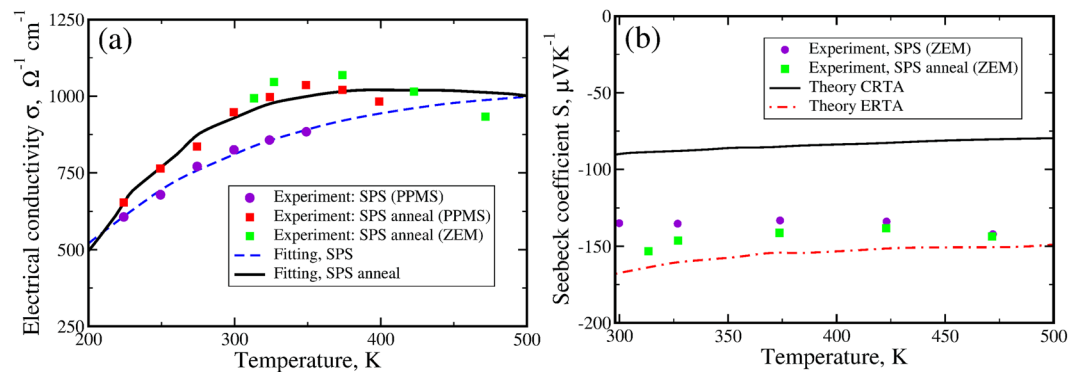 (a)
Electrical conductivity σ, Ω⁻¹ cm⁻¹
1250
1000
750
500
250
Experiment: SPS (PPMS)
Experiment: SPS anneal (PPMS)
Experiment: SPS anneal (ZEM)
Fitting, SPS
Fitting, SPS anneal
200
300
400
500
Temperature, K
(b)
Seebeck coefficient S, μVK⁻¹
0
-50
-100
-150
-200
Experiment, SPS (ZEM)
Experiment, SPS anneal (ZEM)
Theory CRTA
Theory ERTA
300
350
400
450
500
Temperature, K